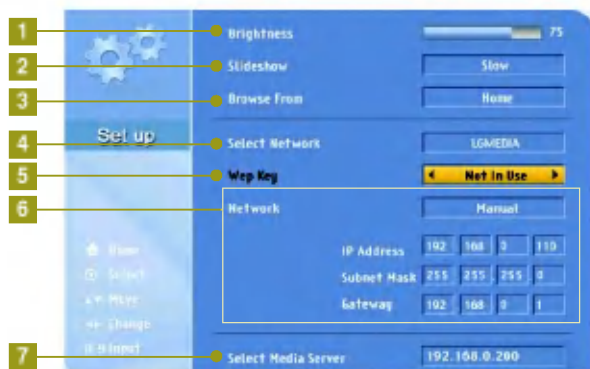 1 Brightness 75
2 Slideshow Slow
3 Browse From Home
Set up
4 Select Network LGMEDIA
5 Wep Key Not In Use
6 Network Manual
IP Address 192 168 0 110
Subnet Mask 255 255 255 0
Gateway 192 168 0 1
Home
Select
Move
Change
Input
7 Select Media Server 192.168.0.200